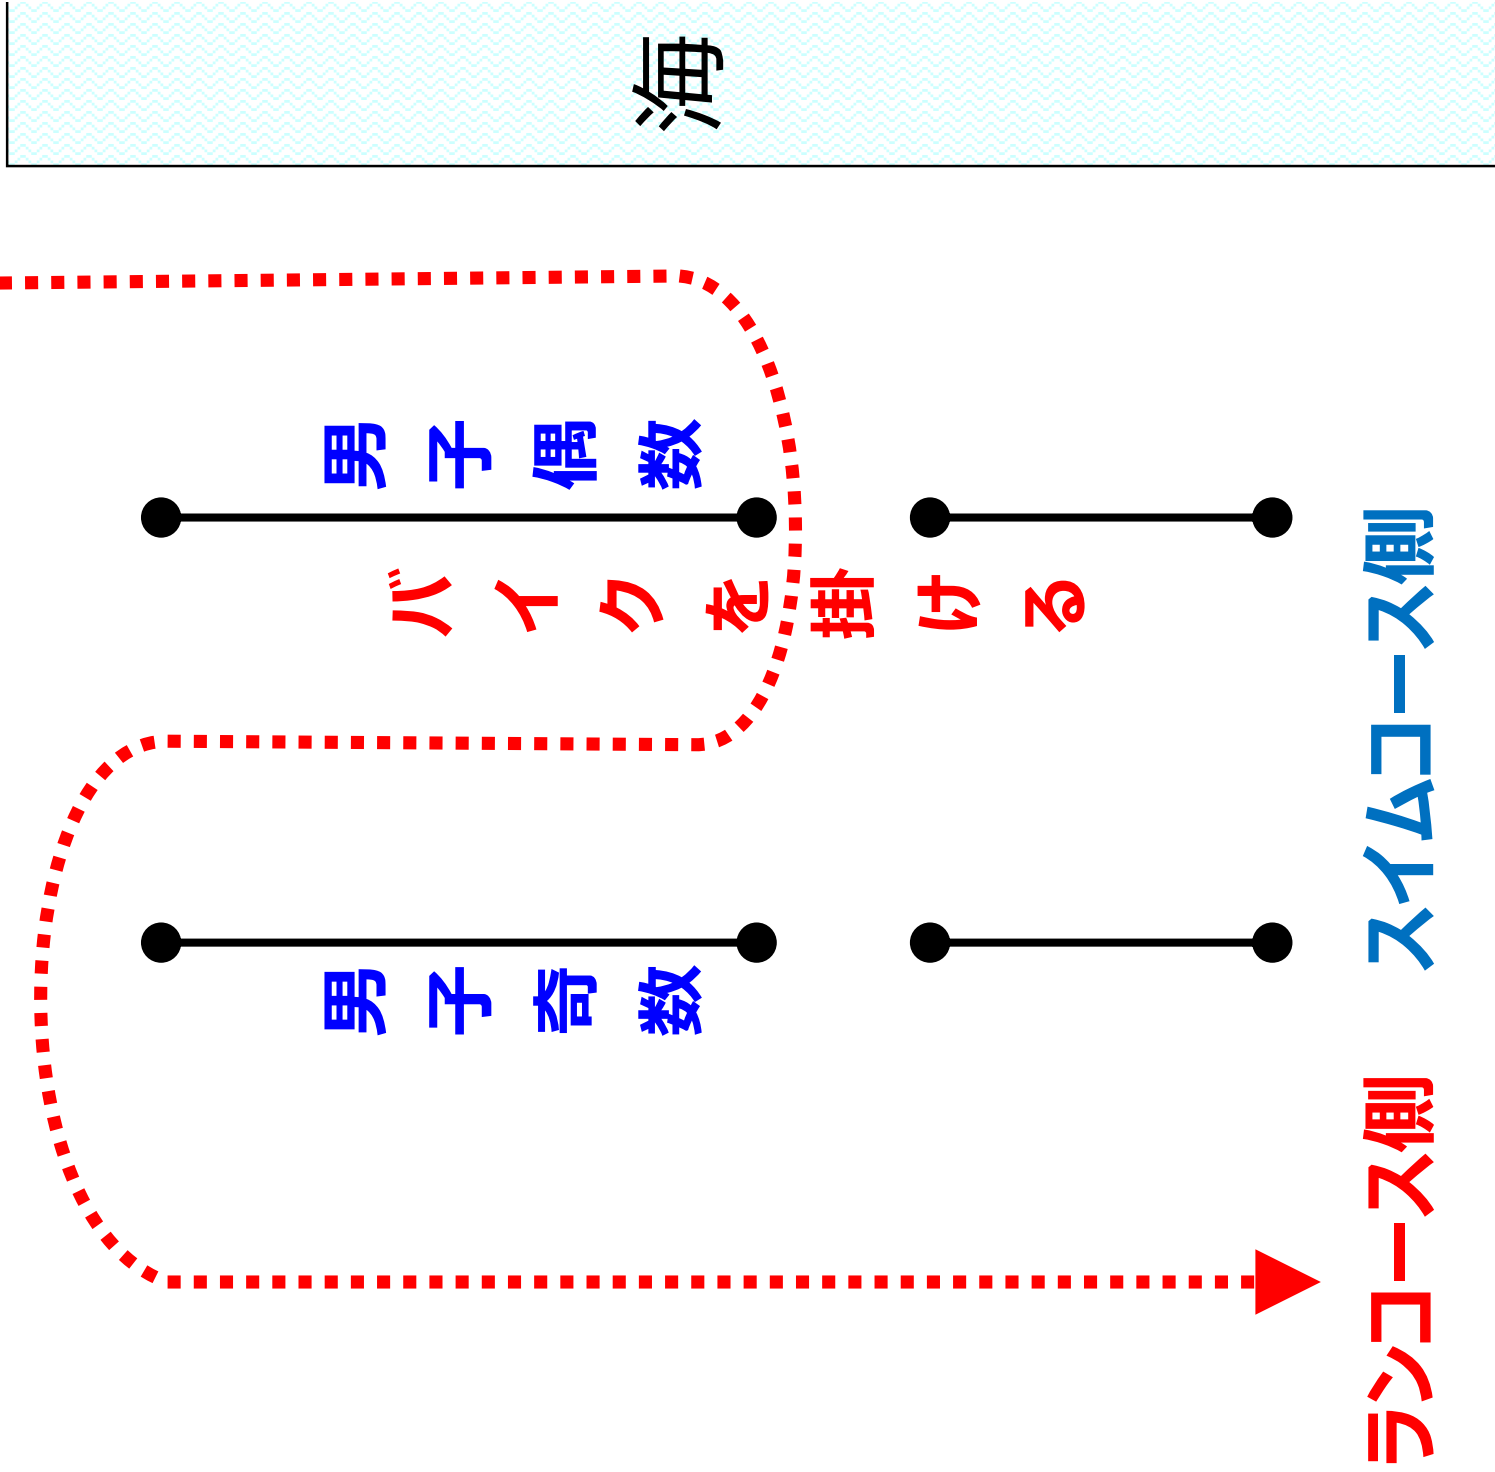 海
男子偶数
バイクを掛ける
男子奇数
スイムコース側
ランコース側